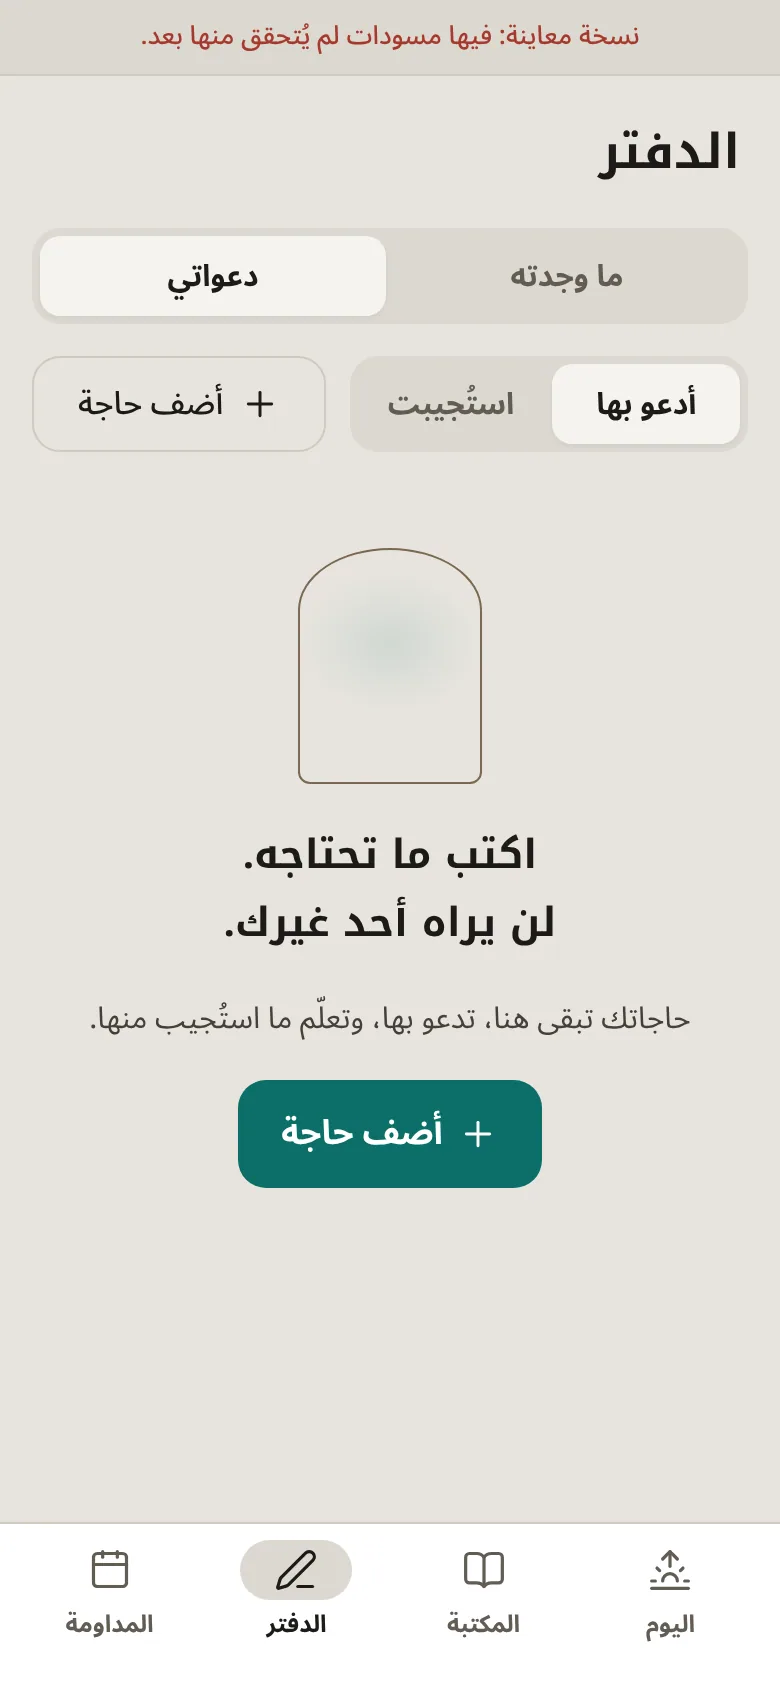 نسخة معاينة: فيها مسودات لم يُتحقق منها بعد.
الدفتر
ما وجدته
دعواتي
أدعو بها
استُجيبت
أضف حاجة
اكتب ما تحتاجه.
لن يراه أحد غيرك.
حاجاتك تبقى هنا، تدعو بها، وتعلّم ما استُجيب منها.
أضف حاجة
اليوم
المكتبة
الدفتر
المداومة